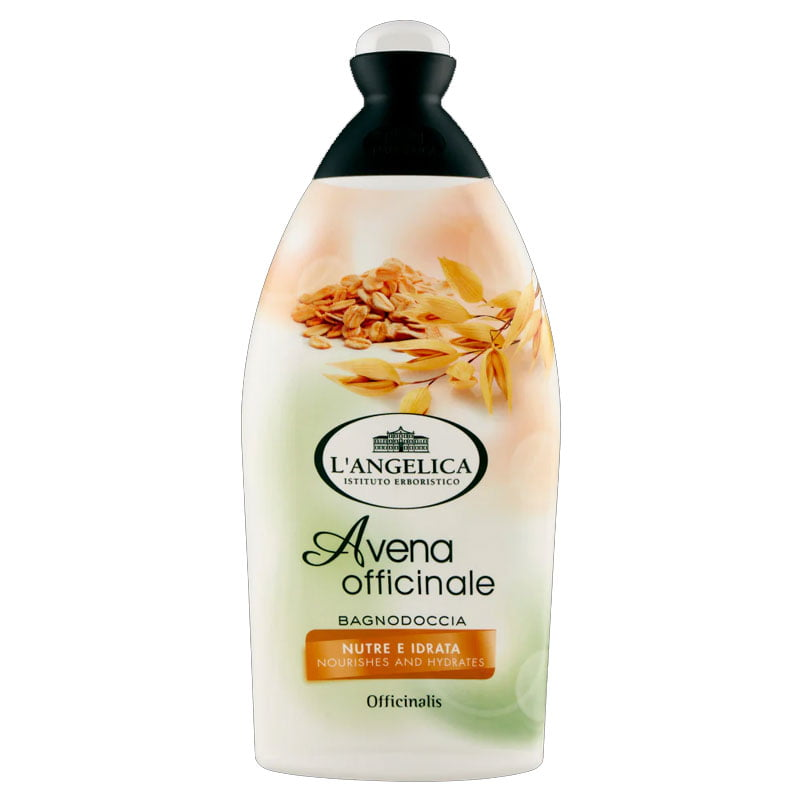 L'ANGELICA
ISTITUTO ERBORISTICO
Avena
officinale
BAGNODOCCIA
NUTRE E IDRATA
NOURISHES AND HYDRATES
Officinalis